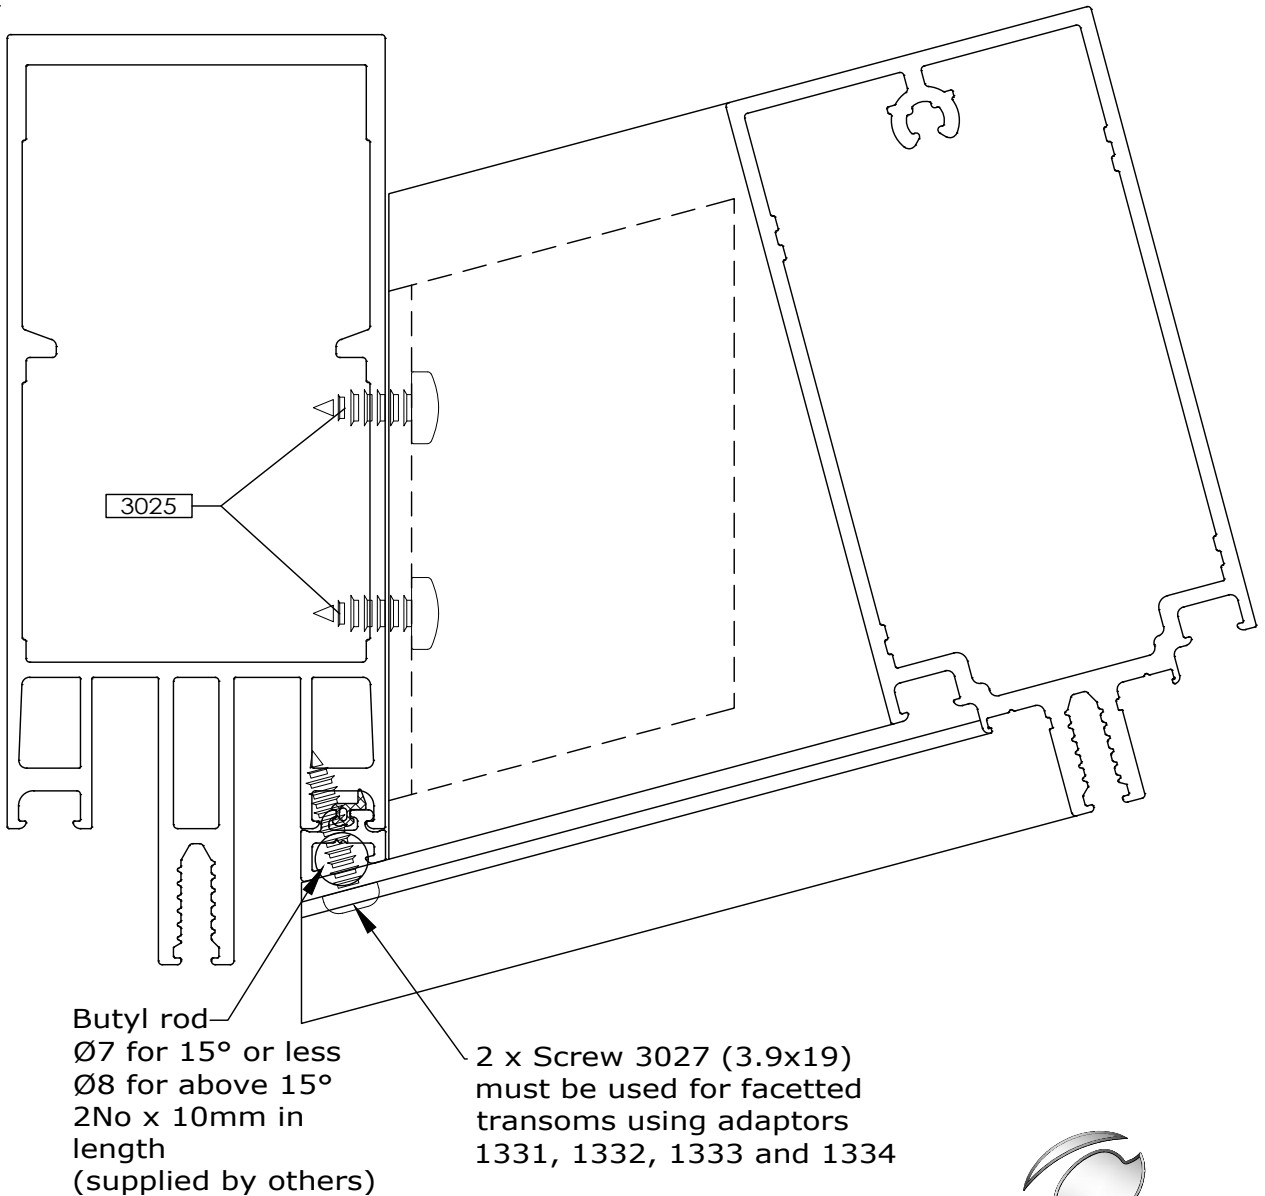 3025
Butyl rod
Ø7 for 15° or less
Ø8 for above 15°
2No x 10mm in
length
(supplied by others)
2 x Screw 3027 (3.9x19)
must be used for facetted
transoms using adaptors
1331, 1332, 1333 and 1334